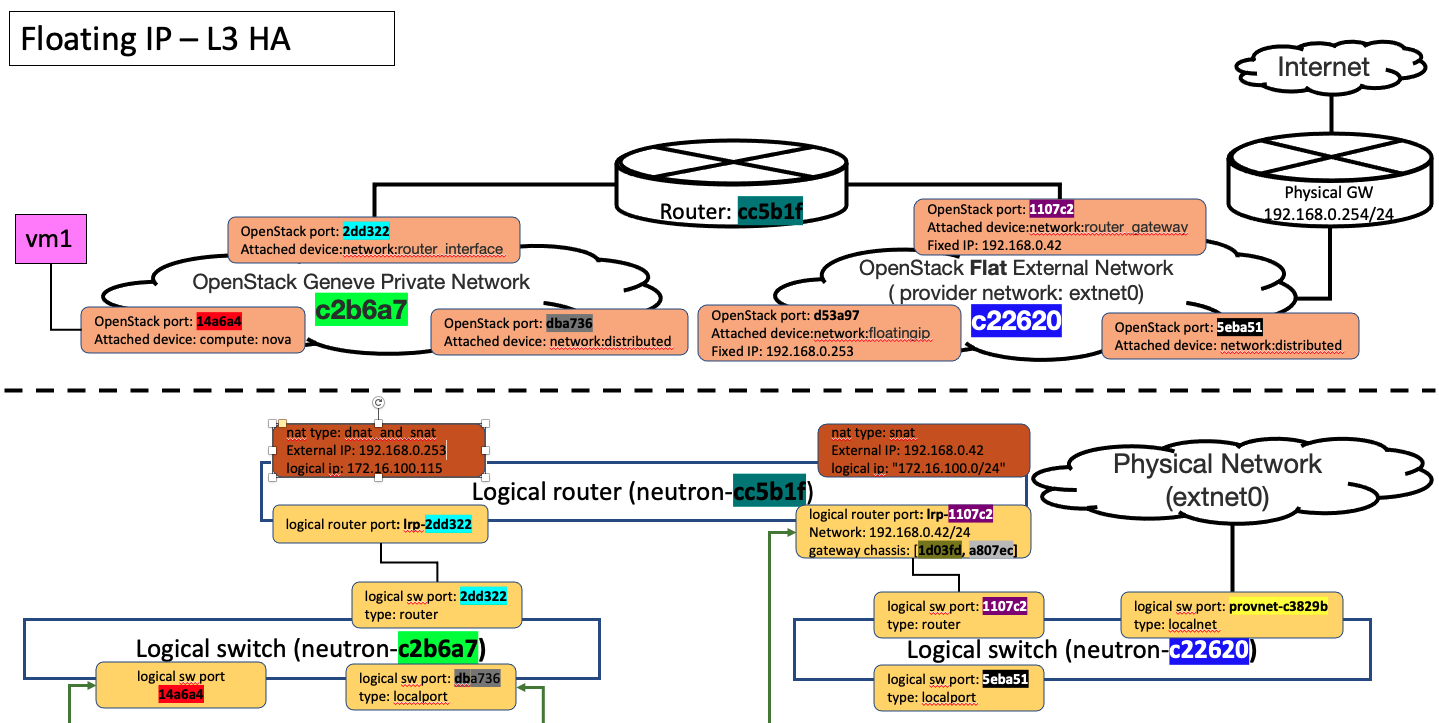 Floating IP – L3 HA
Internet
Physical GW
192.168.0.254/24
Router: cc5b1f
vm1
OpenStack port: 2dd322
Attached device:network:router_interface
OpenStack port: 1107c2
Attached device:network:router_gateway
Fixed IP: 192.168.0.42
OpenStack Geneve Private Network
c2b6a7
OpenStack Flat External Network
( provider network: extnet0)
c22620
OpenStack port: 14a6a4
Attached device: compute: nova
OpenStack port: dba736
Attached device: network:distributed
OpenStack port: d53a97
Attached device:network:floatingip
Fixed IP: 192.168.0.253
OpenStack port: 5eba51
Attached device: network:distributed
nat type: dnat_and_snat
External IP: 192.168.0.253
logical ip: 172.16.100.115
nat type: snat
External IP: 192.168.0.42
logical ip: "172.16.100.0/24"
Physical Network
(extnet0)
Logical router (neutron-cc5b1f)
logical router port: lrp-2dd322
logical router port: lrp-1107c2
Network: 192.168.0.42/24
gateway chassis: [1d03fd, a807ec]
logical sw port: 2dd322
type: router
logical sw port: 1107c2
type: router
logical sw port: provnet-c3829b
type: localnet
Logical switch (neutron-c2b6a7)
Logical switch (neutron-c22620)
logical sw port
14a6a4
logical sw port: dba736
type: localport
logical sw port: 5eba51
type: localport